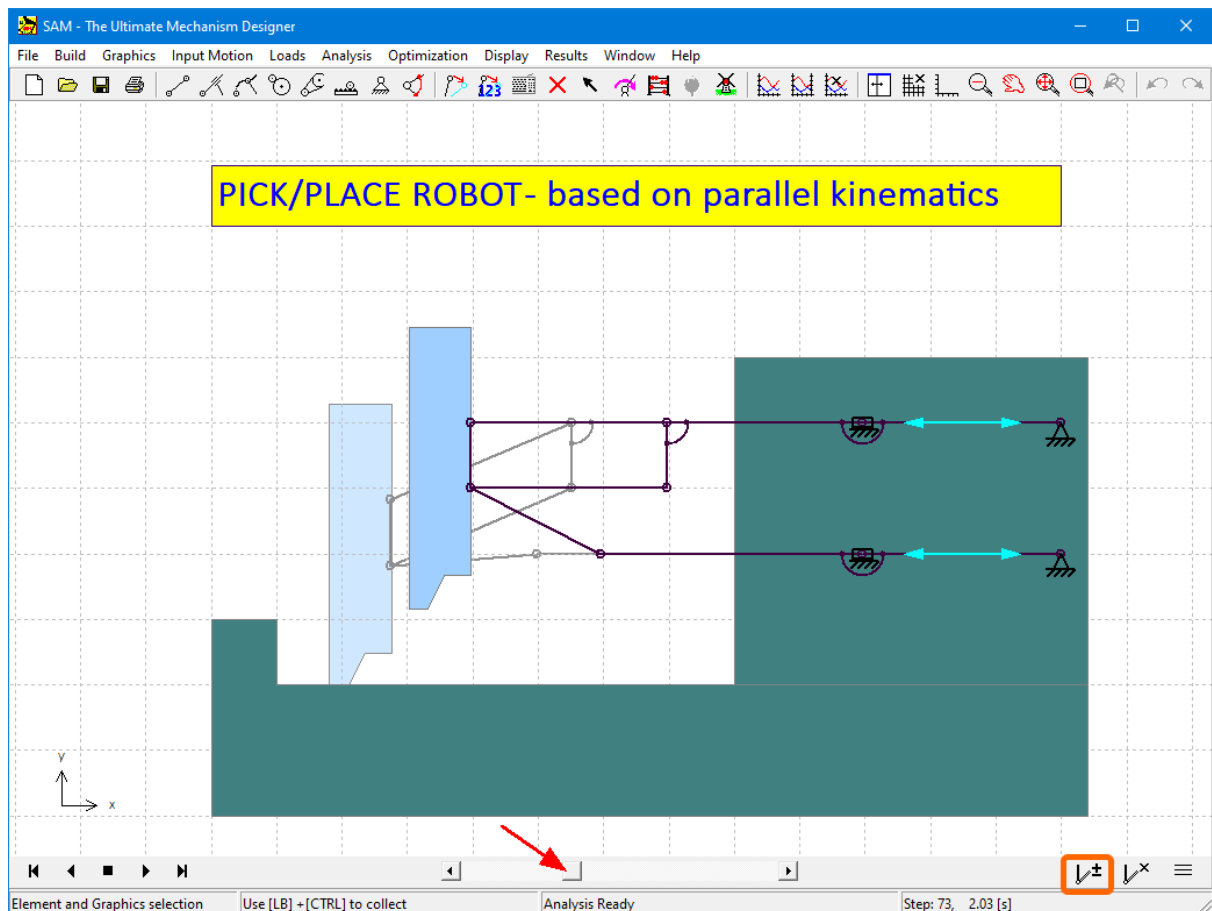 SAM - The Ultimate Mechanism Designer
File Build Graphics Input Motion Loads Analysis Optimization Display Results Window Help
123
PICK/PLACE ROBOT- based on parallel kinematics
y
x
Element and Graphics selection Use [LB] +[CTRL] to collect Analysis Ready Step: 73, 2.03 [s]